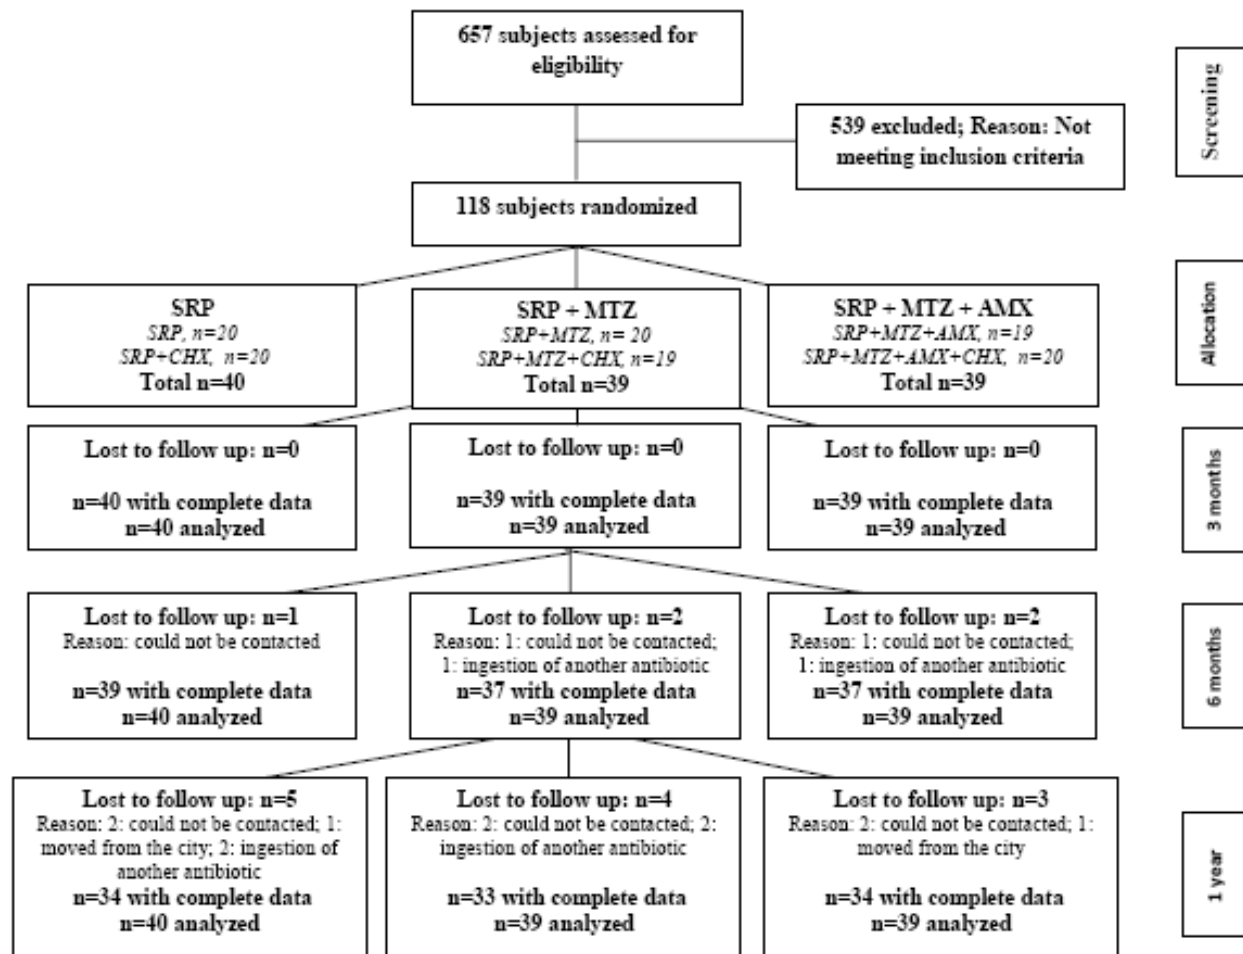 657 subjects assessed for
eligibility
Screening
539 excluded; Reason: Not
meeting inclusion criteria
118 subjects randomized
SRP
SRP, n=20
SRP+CHX, n=20
Total n=40
SRP + MTZ
SRP+MTZ, n= 20
SRP+MTZ+CHX, n=19
Total n=39
SRP + MTZ + AMX
SRP+MTZ+AMX, n=19
SRP+MTZ+AMX+CHX, n=20
Total n=39
Allocation
Lost to follow up: n=0
n=40 with complete data
n=40 analyzed
Lost to follow up: n=0
n=39 with complete data
n=39 analyzed
Lost to follow up: n=0
n=39 with complete data
n=39 analyzed
3 months
Lost to follow up: n=1
Reason: could not be contacted
n=39 with complete data
n=40 analyzed
Lost to follow up: n=2
Reason: 1: could not be contacted;
1: ingestion of another antibiotic
n=37 with complete data
n=39 analyzed
Lost to follow up: n=2
Reason: 1: could not be contacted;
1: ingestion of another antibiotic
n=37 with complete data
n=39 analyzed
6 months
Lost to follow up: n=5
Reason: 2: could not be contacted; 1:
moved from the city; 2: ingestion of
another antibiotic
n=34 with complete data
n=40 analyzed
Lost to follow up: n=4
Reason: 2: could not be contacted; 2:
ingestion of another antibiotic
n=33 with complete data
n=39 analyzed
Lost to follow up: n=3
Reason: 2: could not be contacted; 1:
moved from the city
n=34 with complete data
n=39 analyzed
1 year